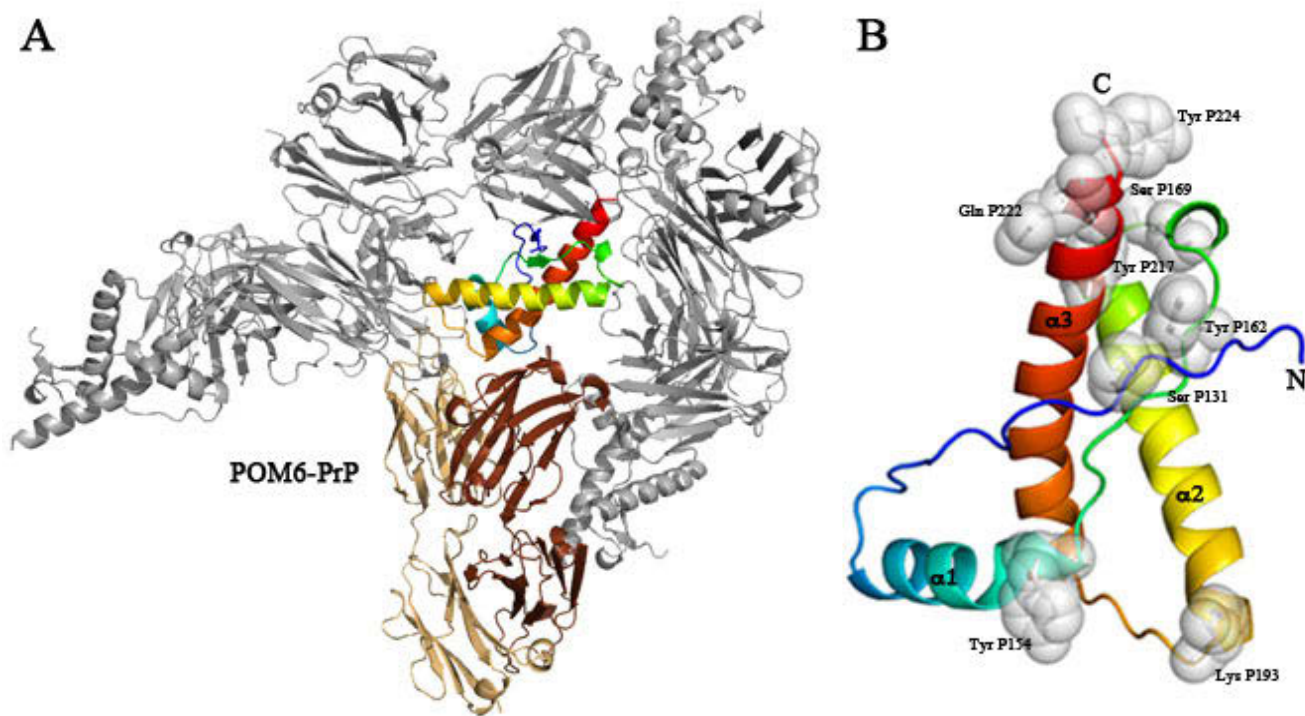 A
B
C
Tyr P224
Ser P169
Gln P222
Tyr P217
α3
Tyr P162
N
Ser P131
POM6-PrP
α2
α1
Tyr P154
Lys P193